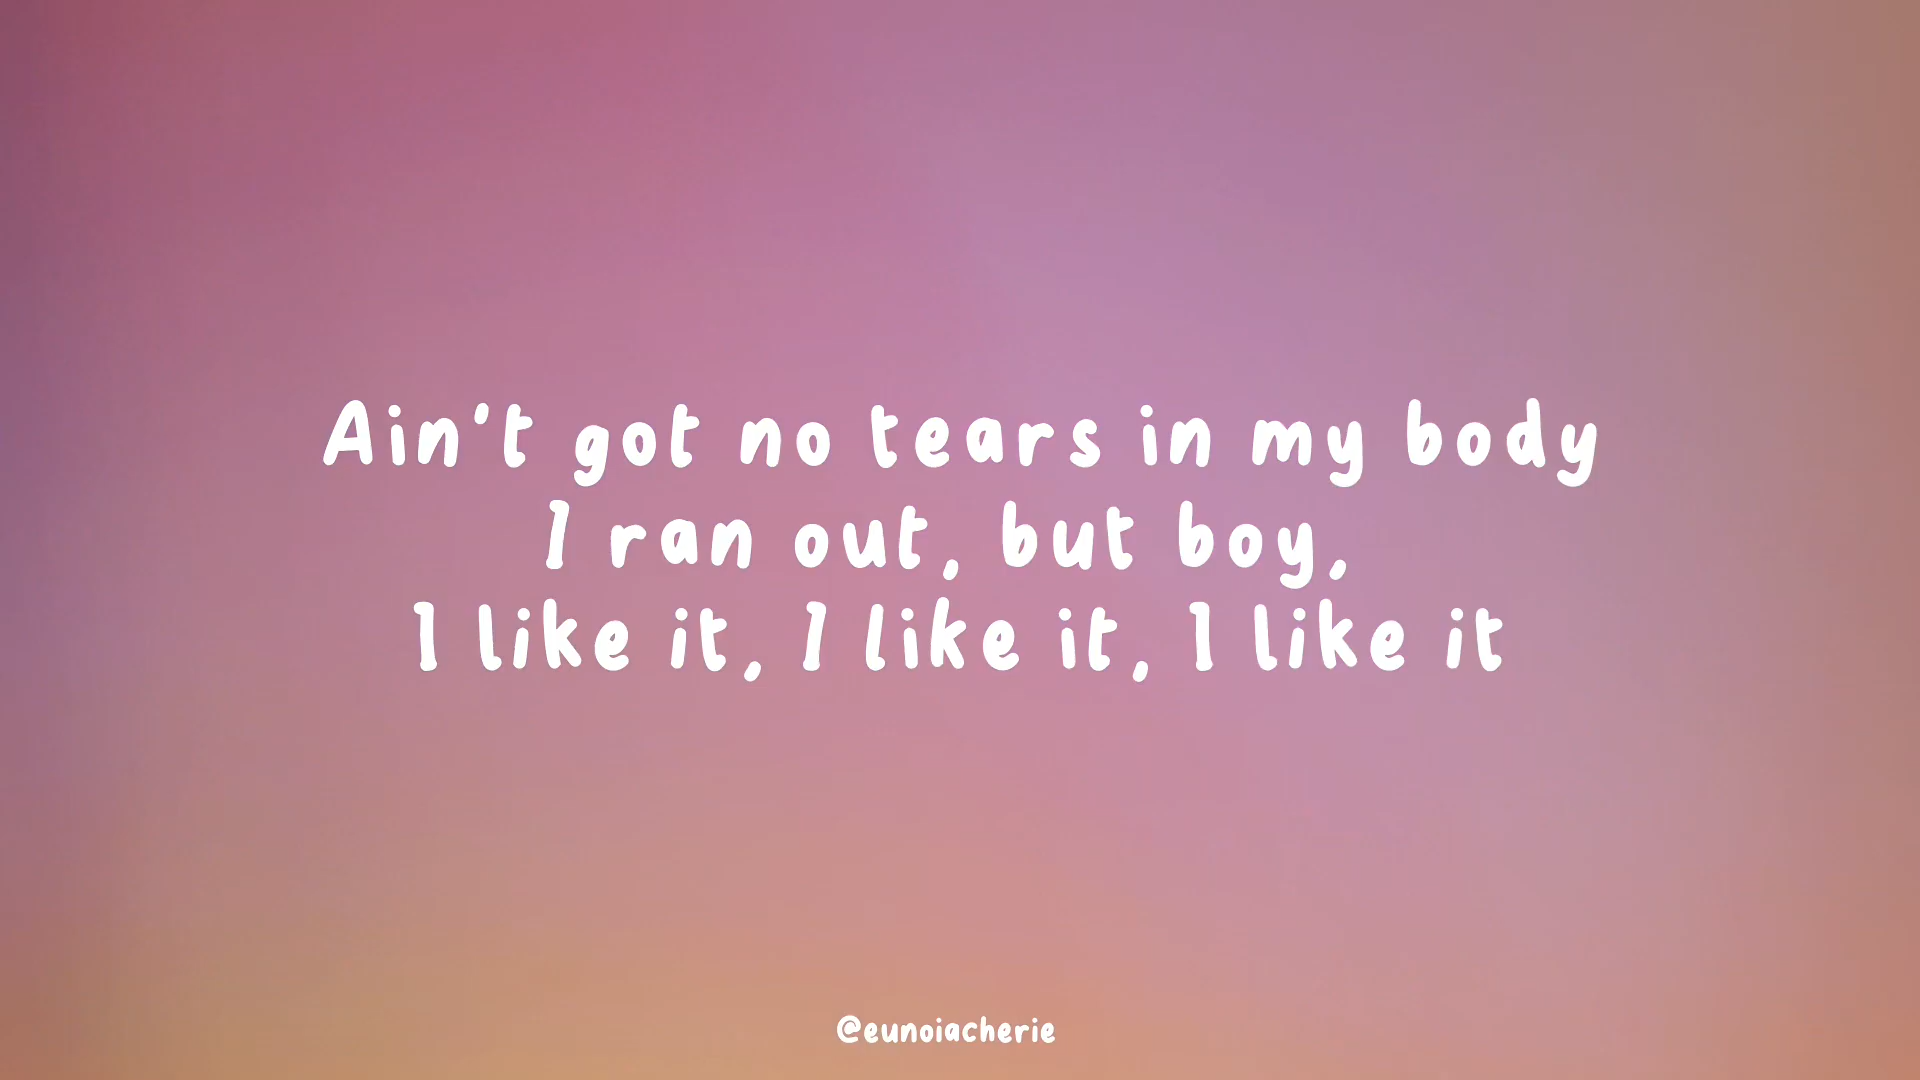 Ain't got no tears in my body
I ran out, but boy,
I like it, I like it, I like it
@eunoiacherie